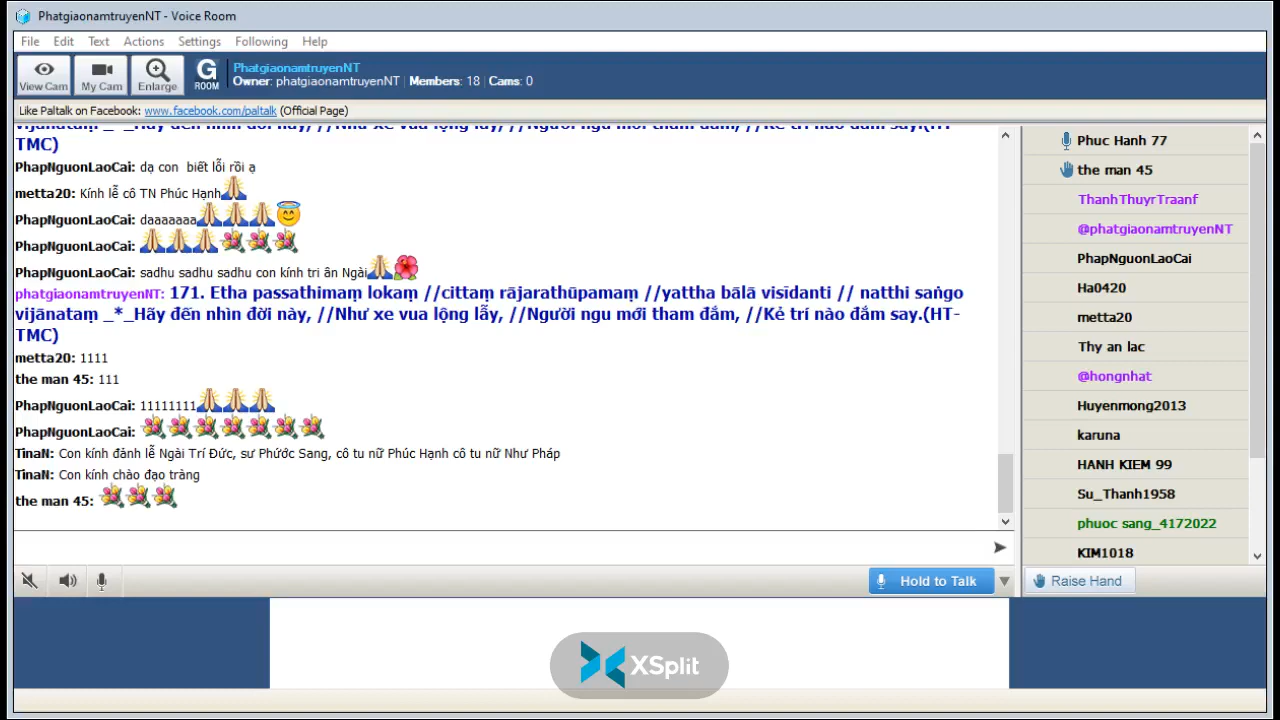 PhatgiaonamtruyenNT - Voice Room
File Edit Text Actions Settings Following Help
View Cam
My Cam
Enlarge
G
ROOM
PhatgiaonamtruyenNT
Owner: phatgiaonamtruyenNT | Members: 18 | Cams: 0
Like Paltalk on Facebook: www.facebook.com/paltalk (Official Page)
vijānataṃ _*_Hãy đến nhìn đời này, //Như xe vua lộng lẫy, //Người ngu mới tham đắm, //Kẻ trí nào đắm say.(HT-
TMC)
PhapNguonLaoCai: dạ con biết lỗi rồi ạ
metta20: Kính lễ cô TN Phúc Hạnh
PhapNguonLaoCai: daaaaaaa
PhapNguonLaoCai:
PhapNguonLaoCai: sadhu sadhu sadhu con kính tri ân Ngài
phatgiaonamtruyenNT: 171. Etha passathimaṃ lokaṃ //cittaṃ rājarathūpamaṃ //yattha bālā visīdanti // natthi saṅgo
vijānataṃ _*_Hãy đến nhìn đời này, //Như xe vua lộng lẫy, //Người ngu mới tham đắm, //Kẻ trí nào đắm say.(HT-
TMC)
metta20: 1111
the man 45: 111
PhapNguonLaoCai: 11111111
PhapNguonLaoCai:
TinaN: Con kính đảnh lễ Ngài Trí Đức, sư Phước Sang, cô tu nữ Phúc Hạnh cô tu nữ Như Pháp
TinaN: Con kính chào đạo tràng
the man 45:
Phuc Hanh 77
the man 45
ThanhThuyrTraanf
@phatgiaonamtruyenNT
PhapNguonLaoCai
Ha0420
metta20
Thy an lac
@hongnhat
Huyenmong2013
karuna
HANH KIEM 99
Su_Thanh1958
phuoc sang_4172022
KIM1018
Hold to Talk
Raise Hand
XSplit